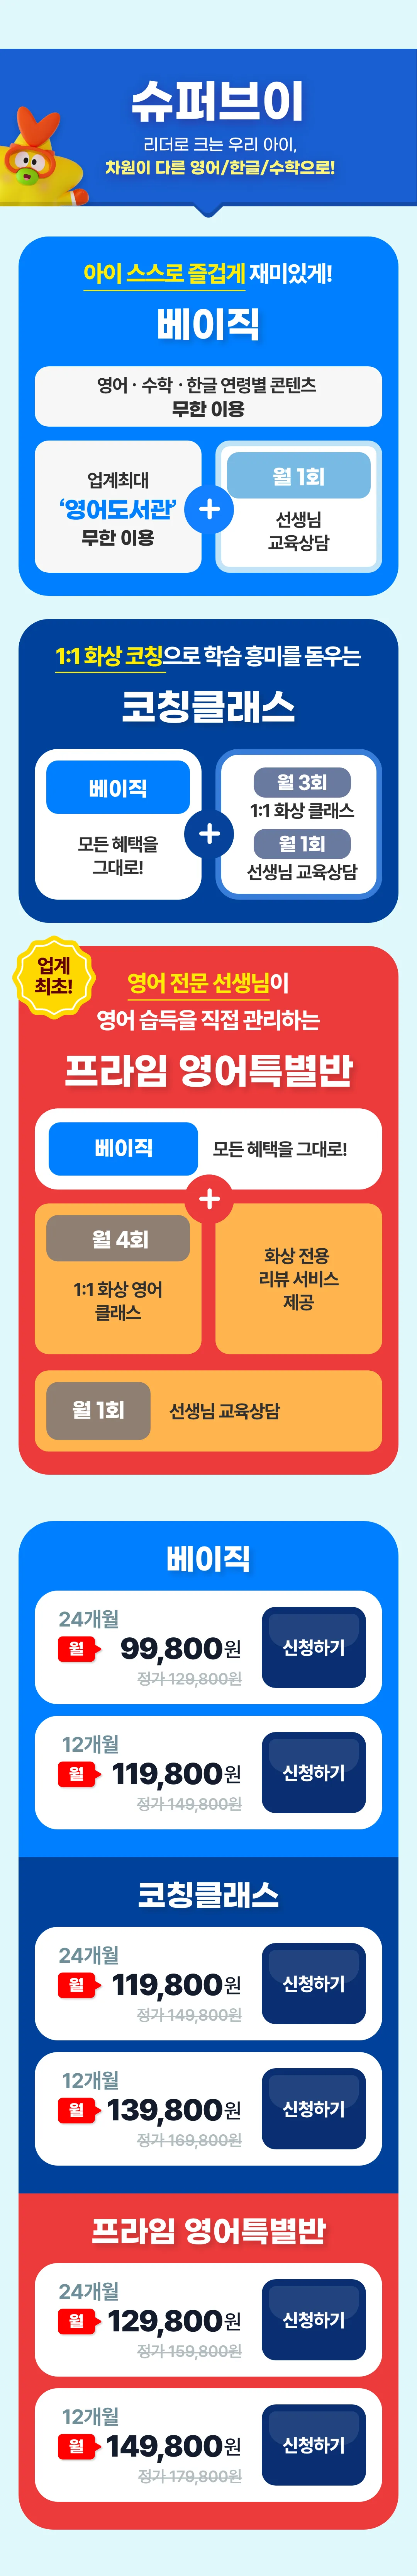 슈퍼브이
리더로 크는 우리 아이,
차원이 다른 영어/한글/수학으로!
아이 스스로 즐겁게 재미있게!
베이직
영어 · 수학 · 한글 연령별 콘텐츠
무한 이용
업계최대
‘영어도서관’
무한 이용
+
월 1회
선생님
교육상담
1:1 화상 코칭으로 학습 흥미를 돋우는
코칭클래스
베이직
모든 혜택을
그대로!
+
월 3회
1:1 화상 클래스
월 1회
선생님 교육상담
업계
최초!
영어 전문 선생님이
영어 습득을 직접 관리하는
프라임 영어특별반
베이직
모든 혜택을 그대로!
+
월 4회
1:1 화상 영어
클래스
화상 전용
리뷰 서비스
제공
월 1회
선생님 교육상담
베이직
24개월
월 99,800원
정가 129,800원
신청하기
12개월
월 119,800원
정가 149,800원
신청하기
코칭클래스
24개월
월 119,800원
정가 149,800원
신청하기
12개월
월 139,800원
정가 169,800원
신청하기
프라임 영어특별반
24개월
월 129,800원
정가 159,800원
신청하기
12개월
월 149,800원
정가 179,800원
신청하기